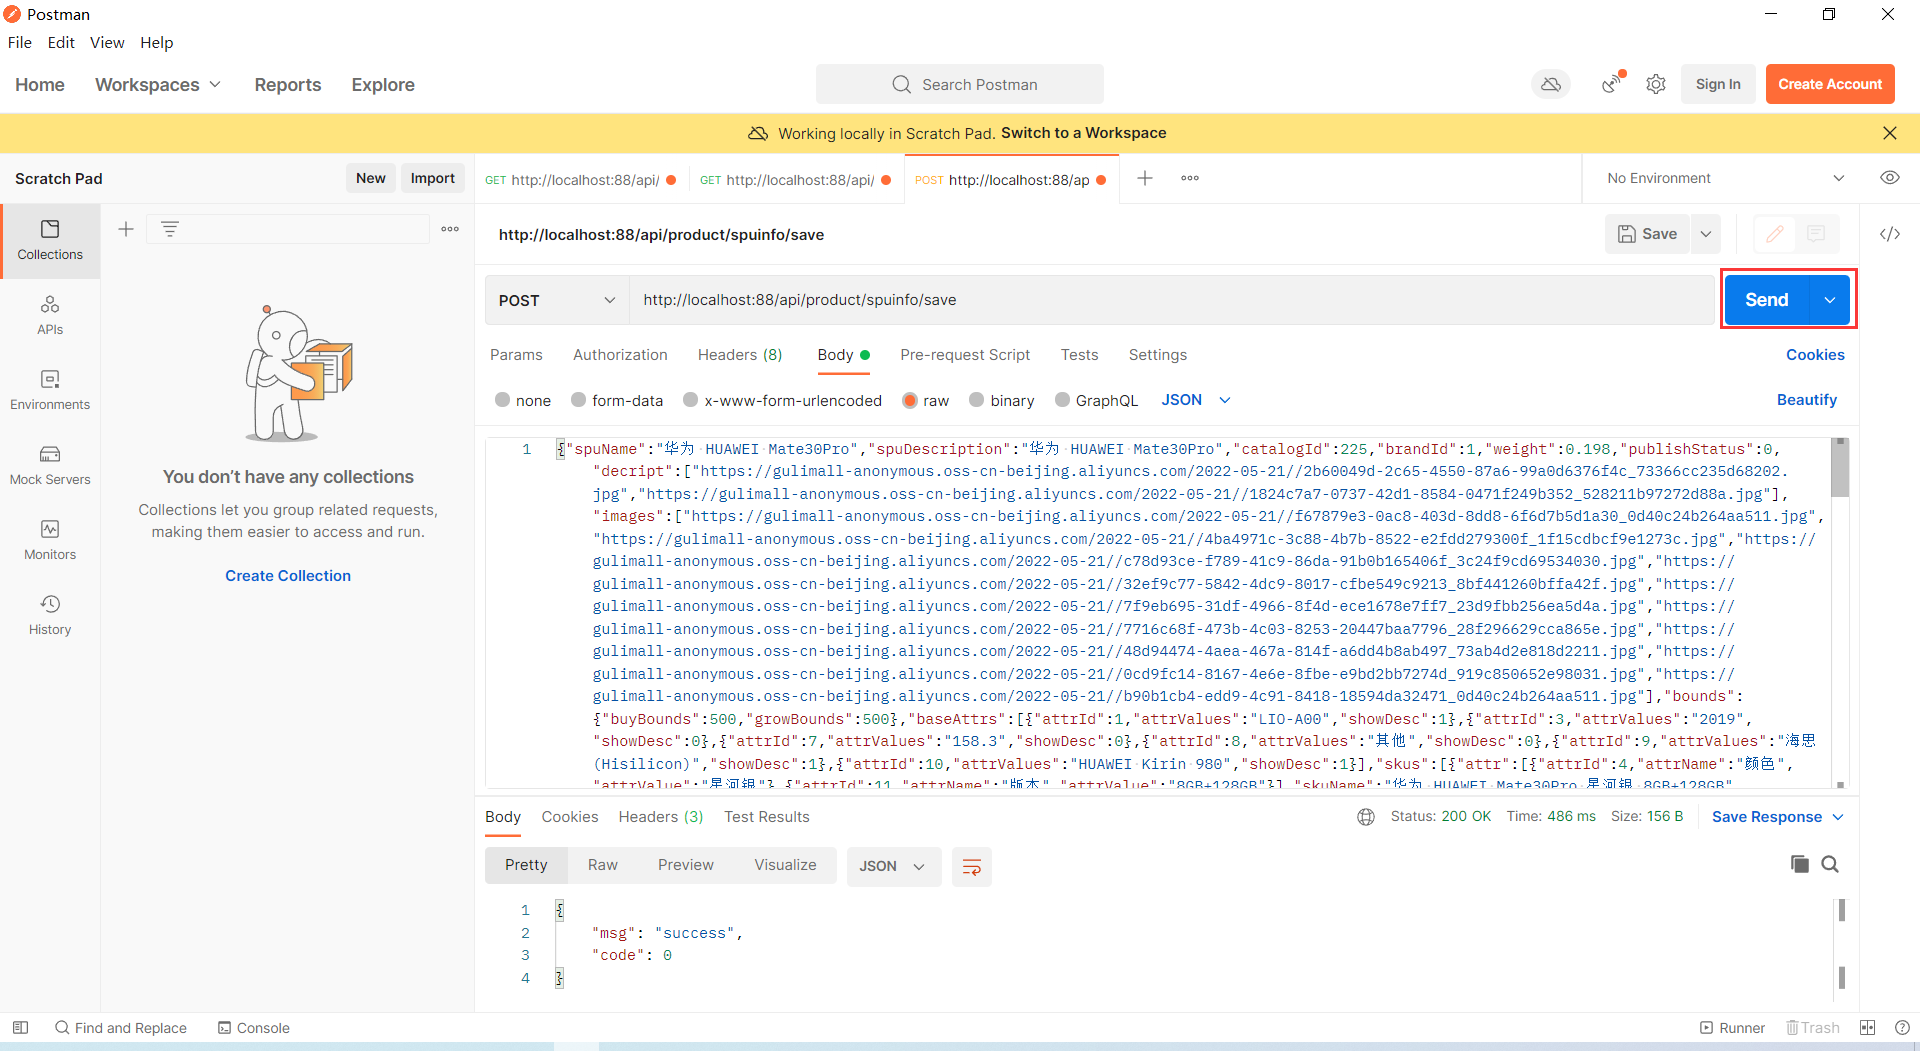 Postman
File Edit View Help
Home Workspaces Reports Explore
Search Postman
Sign In
Create Account
Working locally in Scratch Pad. Switch to a Workspace
Scratch Pad
New
Import
GET http://localhost:88/api/
GET http://localhost:88/api/
POST http://localhost:88/ap
No Environment
Collections
APIs
Environments
Mock Servers
Monitors
History
You don't have any collections
Collections let you group related requests,
making them easier to access and run.
Create Collection
http://localhost:88/api/product/spuinfo/save
Save
POST
http://localhost:88/api/product/spuinfo/save
Send
Params Authorization Headers (8) Body Pre-request Script Tests Settings
Cookies
none form-data x-www-form-urlencoded raw binary GraphQL JSON
Beautify
1 {"spuName":"华为 HUAWEI Mate30Pro","spuDescription":"华为 HUAWEI Mate30Pro","catalogId":225,"brandId":1,"weight":0.198,"publishStatus":0,
"decript":["https://gulimall-anonymous.oss-cn-beijing.aliyuncs.com/2022-05-21//2b60049d-2c65-4550-87a6-99a0d6376f4c_73366cc235d68202.
jpg","https://gulimall-anonymous.oss-cn-beijing.aliyuncs.com/2022-05-21//1824c7a7-0737-42d1-8584-0471f249b352_528211b97272d88a.jpg"],
"images":["https://gulimall-anonymous.oss-cn-beijing.aliyuncs.com/2022-05-21//f67879e3-0ac8-403d-8dd8-6f6d7b5d1a30_0d40c24b264aa511.jpg",
"https://gulimall-anonymous.oss-cn-beijing.aliyuncs.com/2022-05-21//4ba4971c-3c88-4b7b-8522-e2fdd279300f_1f15cdbcf9e1273c.jpg","https://
gulimall-anonymous.oss-cn-beijing.aliyuncs.com/2022-05-21//c78d93ce-f789-41c9-86da-91b0b165406f_3c24f9cd69534030.jpg","https://
gulimall-anonymous.oss-cn-beijing.aliyuncs.com/2022-05-21//32ef9c77-5842-4dc9-8017-cfbe549c9213_8bf441260bffa42f.jpg","https://
gulimall-anonymous.oss-cn-beijing.aliyuncs.com/2022-05-21//7f9eb695-31df-4966-8f4d-ece1678e7ff7_23d9fbb256ea5d4a.jpg","https://
gulimall-anonymous.oss-cn-beijing.aliyuncs.com/2022-05-21//7716c68f-473b-4c03-8253-20447baa7796_28f296629cca865e.jpg","https://
gulimall-anonymous.oss-cn-beijing.aliyuncs.com/2022-05-21//48d94474-4aea-467a-814f-a6dd4b8ab497_73ab4d2e818d2211.jpg","https://
gulimall-anonymous.oss-cn-beijing.aliyuncs.com/2022-05-21//0cd9fc14-8167-4e6e-8fbe-e9bd2bb7274d_919c850652e98031.jpg","https://
gulimall-anonymous.oss-cn-beijing.aliyuncs.com/2022-05-21//b90b1cb4-edd9-4c91-8418-18594da32471_0d40c24b264aa511.jpg"],"bounds":
{"buyBounds":500,"growBounds":500},"baseAttrs":[{"attrId":1,"attrValues":"LIO-A00","showDesc":1},{"attrId":3,"attrValues":"2019",
"showDesc":0},{"attrId":7,"attrValues":"158.3","showDesc":0},{"attrId":8,"attrValues":"其他","showDesc":0},{"attrId":9,"attrValues":"海思
(Hisilicon)","showDesc":1},{"attrId":10,"attrValues":"HUAWEI Kirin 980","showDesc":1}],"skus":[{"attr":[{"attrId":4,"attrName":"颜色",
"attrValue":"星河银"},{"attrId":11,"attrName":"版本","attrValue":"8GB+128GB"}],"skuName":"华为 HUAWEI Mate30Pro 星河银 8GB+128GB",
Body Cookies Headers (3) Test Results
Status: 200 OK Time: 486 ms Size: 156 B
Save Response
Pretty Raw Preview Visualize
JSON
1 {
2 "msg": "success",
3 "code": 0
4 }
Find and Replace
Console
Runner
Trash